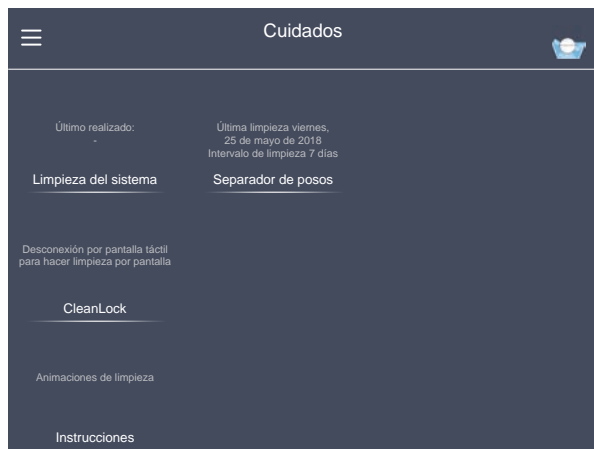 Cuidados
Último realizado:
-
Limpieza del sistema
Última limpieza viernes,
25 de mayo de 2018
Intervalo de limpieza 7 días
Separador de posos
Desconexión por pantalla táctil
para hacer limpieza por pantalla
CleanLock
Animaciones de limpieza
Instrucciones